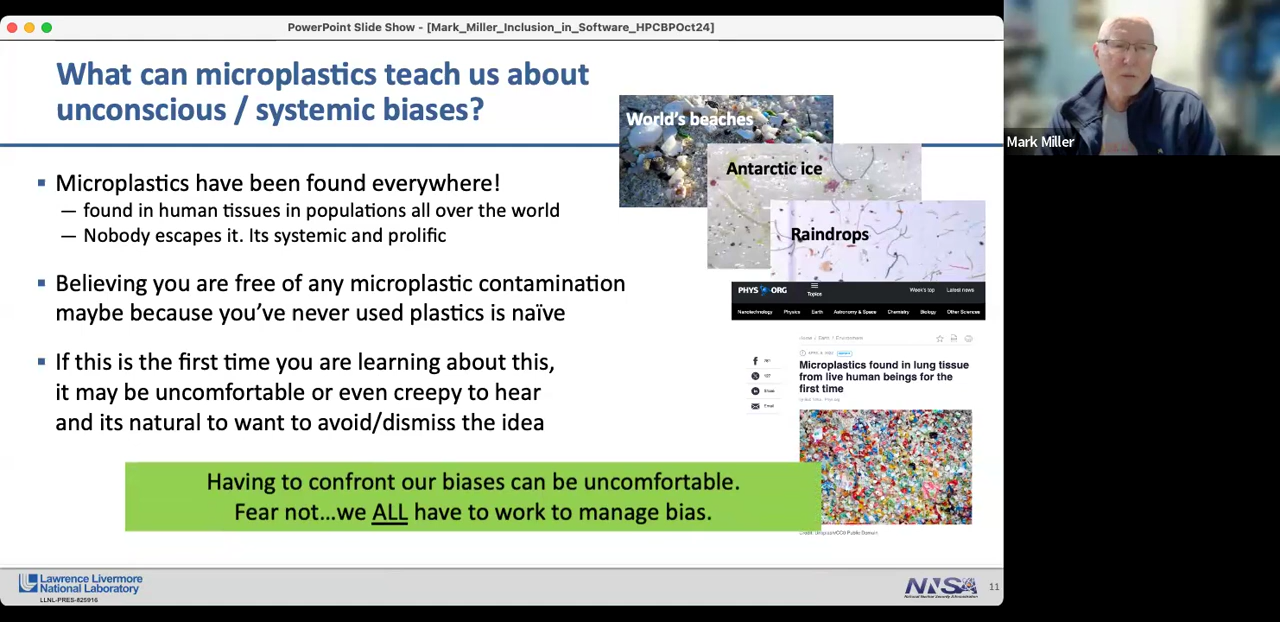 PowerPoint Slide Show - [Mark_Miller_Inclusion_in_Software_HPCBPOct24]
What can microplastics teach us about
unconscious / systemic biases?
▪ Microplastics have been found everywhere!
— found in human tissues in populations all over the world
— Nobody escapes it. Its systemic and prolific
▪ Believing you are free of any microplastic contamination
maybe because you've never used plastics is naïve
▪ If this is the first time you are learning about this,
it may be uncomfortable or even creepy to hear
and its natural to want to avoid/dismiss the idea
World's beaches
Antarctic ice
Raindrops
PHYS ORG
Topics
Week's top
Latest news
Nanotechnology Physics Earth Astronomy & Space Chemistry Biology Other Sciences
Home / Earth / Environment
Share
Email
Microplastics found in lung tissue
from live human beings for the
first time
Having to confront our biases can be uncomfortable.
Fear not…we ALL have to work to manage bias.
Lawrence Livermore
National Laboratory
LLNL-PRES-825916
NNSA
National Nuclear Security Administration
11
Mark Miller